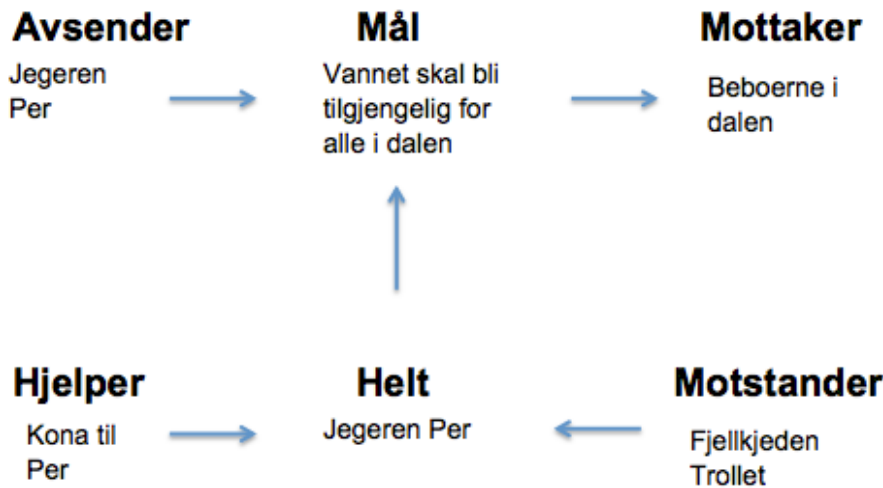 Avsender
Mål
Mottaker
Jegeren
Per
Vannet skal bli
tilgjengelig for
alle i dalen
Beboerne i
dalen
Hjelper
Helt
Motstander
Kona til
Per
Jegeren Per
Fjellkjeden
Trollet